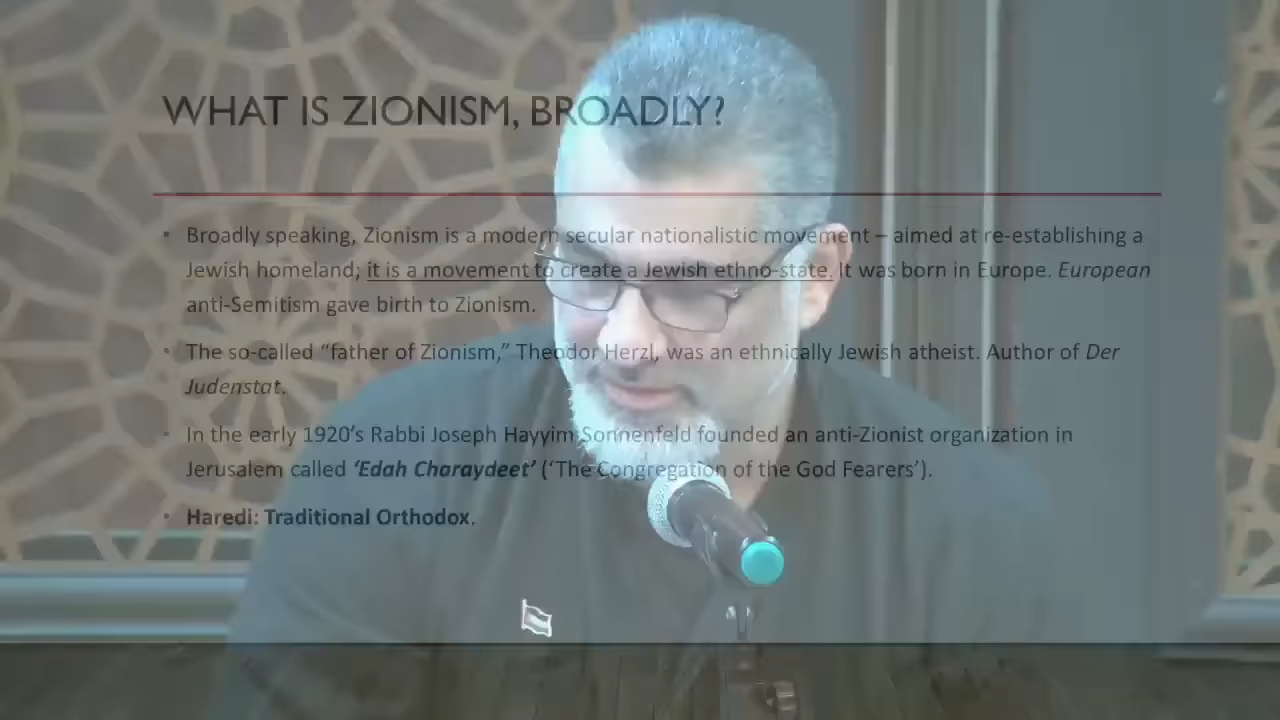 WHAT IS ZIONISM, BROADLY?
• Broadly speaking, Zionism is a modern secular nationalistic movement – aimed at re-establishing a
Jewish homeland; it is a movement to create a Jewish ethno-state. It was born in Europe. European
anti-Semitism gave birth to Zionism.
• The so-called “father of Zionism,” Theodor Herzl, was an ethnically Jewish atheist. Author of Der
Judenstat.
• In the early 1920’s Rabbi Joseph Hayyim Sonnenfeld founded an anti-Zionist organization in
Jerusalem called ‘Edah Charaydeet’ (‘The Congregation of the God Fearers’).
• Haredi: Traditional Orthodox.